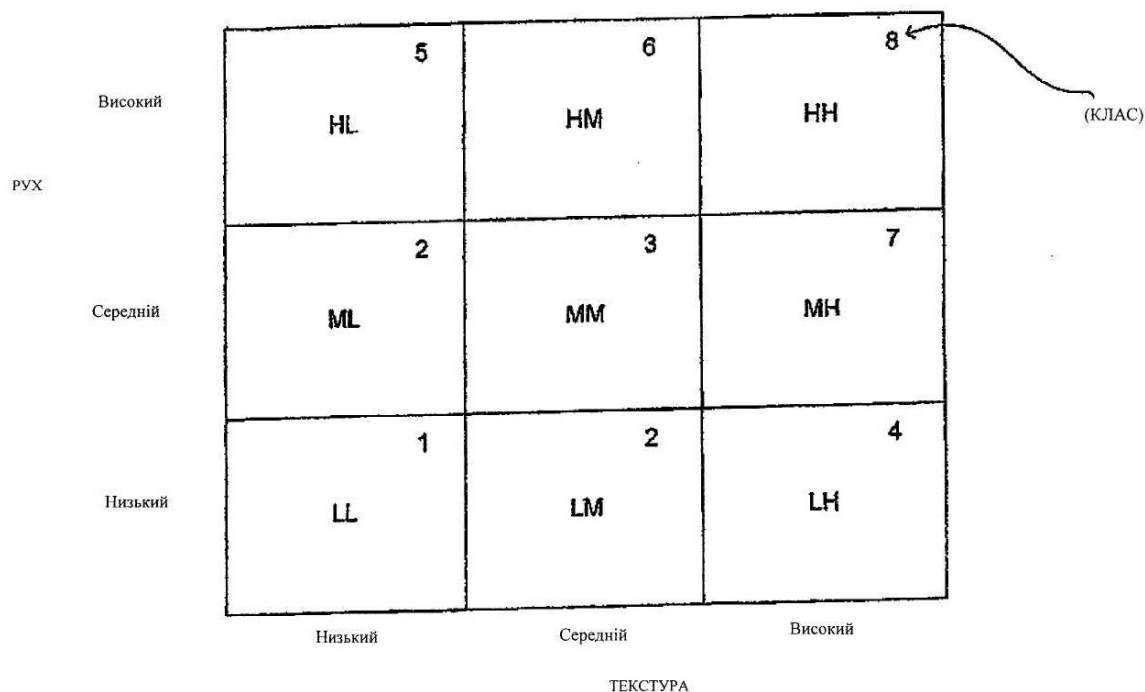 5 6 8
Високий HL HM HH (КЛАС)
РУХ
2 3 7
Середній ML MM MH
1 2 4
Низький LL LM LH
Низький Середній Високий
ТЕКСТУРА